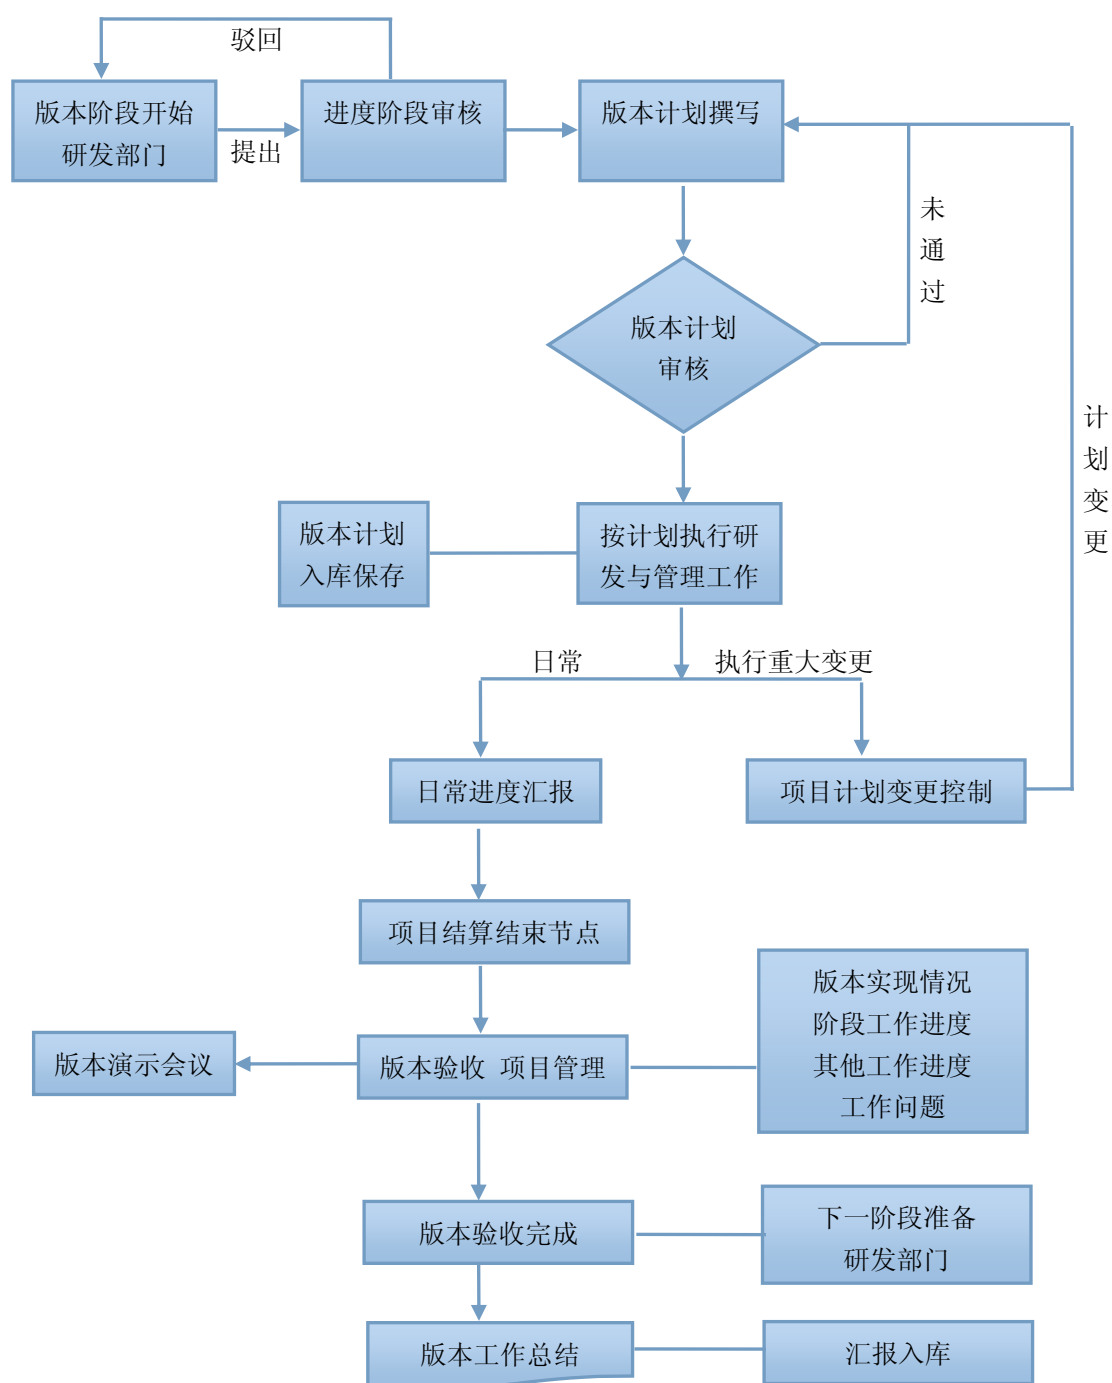 驳回
版本阶段开始
研发部门
提出
进度阶段审核
版本计划撰写
未
通
过
版本计划
审核
计
划
变
更
版本计划
入库保存
按计划执行研
发与管理工作
日常
执行重大变更
日常进度汇报
项目计划变更控制
项目结算结束节点
版本实现情况
阶段工作进度
其他工作进度
工作问题
版本演示会议
版本验收 项目管理
版本验收完成
下一阶段准备
研发部门
版本工作总结
汇报入库